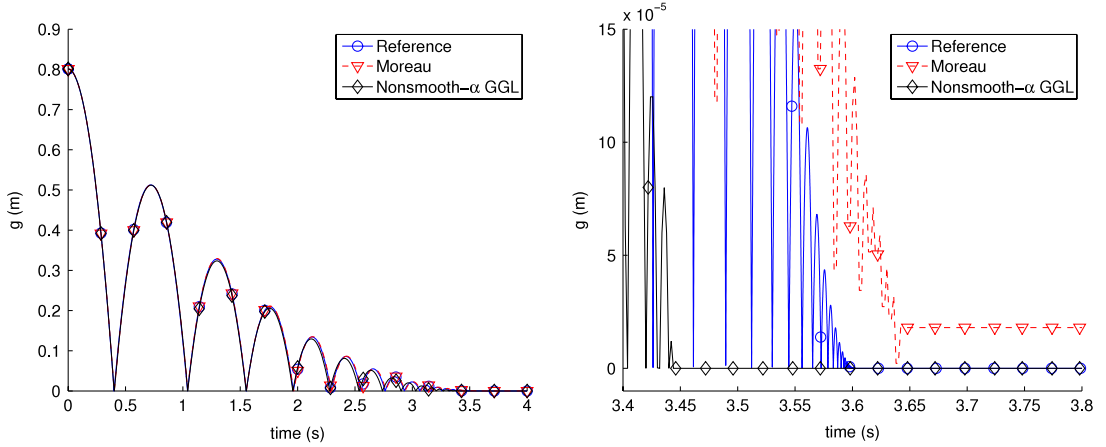 0.9
0.8
0.7
0.6
0.5
0.4
0.3
0.2
0.1
0
g (m)
0 0.5 1 1.5 2 2.5 3 3.5 4
time (s)
Reference
Moreau
Nonsmooth−α GGL
x 10⁻⁵
15
10
5
0
g (m)
3.4 3.45 3.5 3.55 3.6 3.65 3.7 3.75 3.8
time (s)
Reference
Moreau
Nonsmooth−α GGL